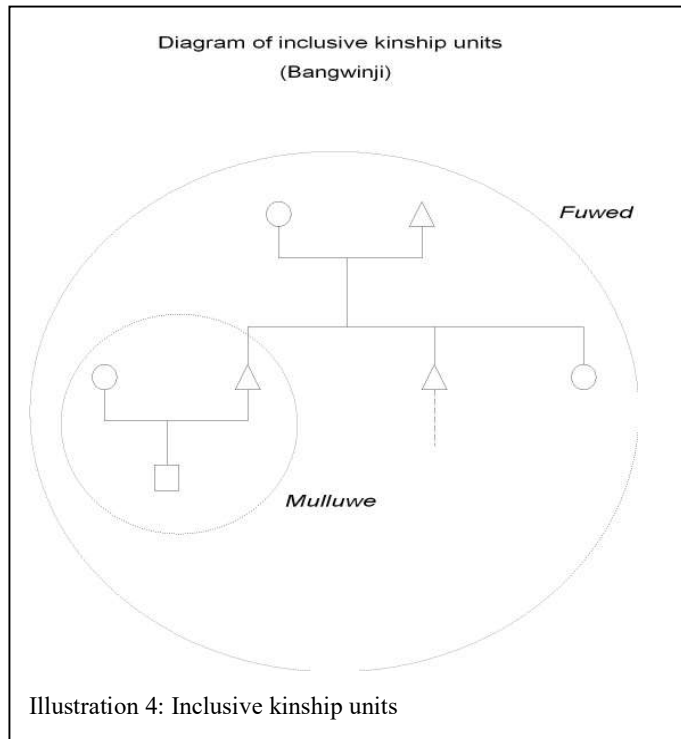 Diagram of inclusive kinship units
(Bangwinji)
Fuwed
Mulluwe
Illustration 4: Inclusive kinship units